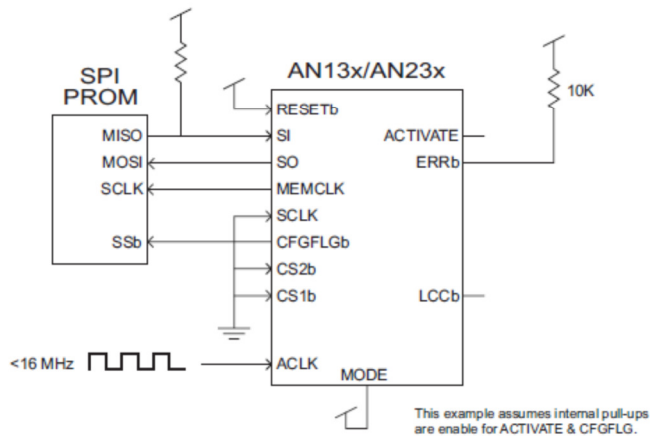 SPI
PROM
MISO
MOSI
SCLK
SSb
AN13x/AN23x
RESETb
SI
SO
MEMCLK
SCLK
CFGFLGb
CS2b
CS1b
ACLK
MODE
ACTIVATE
ERRb
LCCb
10K
<16 MHz
This example assumes internal pull-ups
are enable for ACTIVATE & CFGFLG.